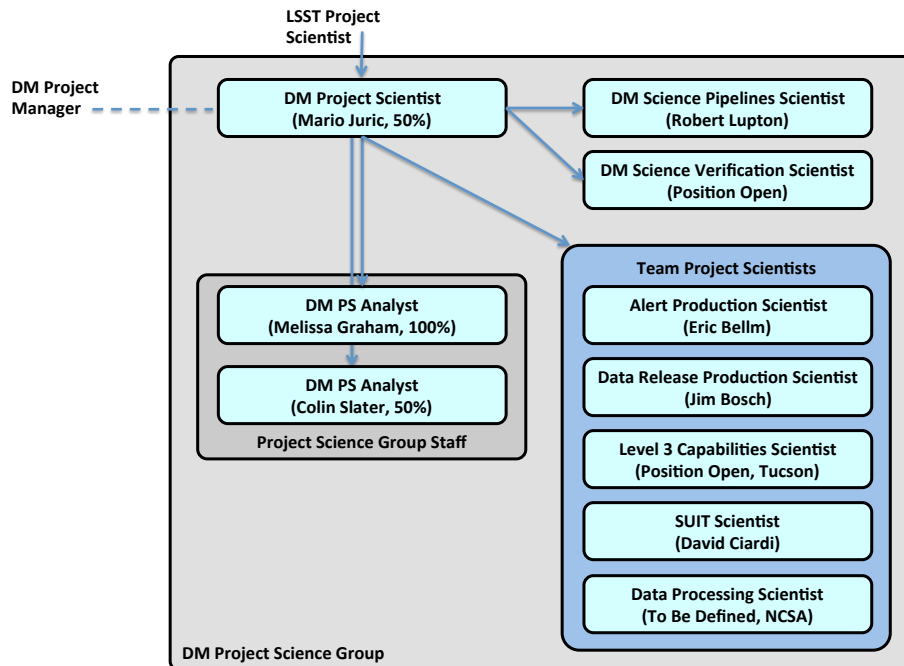 LSST Project
Scientist
DM Project
Manager
DM Project Scientist
(Mario Juric, 50%)
DM Science Pipelines Scientist
(Robert Lupton)
DM Science Verification Scientist
(Position Open)
Team Project Scientists
DM PS Analyst
(Melissa Graham, 100%)
DM PS Analyst
(Colin Slater, 50%)
Project Science Group Staff
Alert Production Scientist
(Eric Bellm)
Data Release Production Scientist
(Jim Bosch)
Level 3 Capabilities Scientist
(Position Open, Tucson)
SUIT Scientist
(David Ciardi)
Data Processing Scientist
(To Be Defined, NCSA)
DM Project Science Group